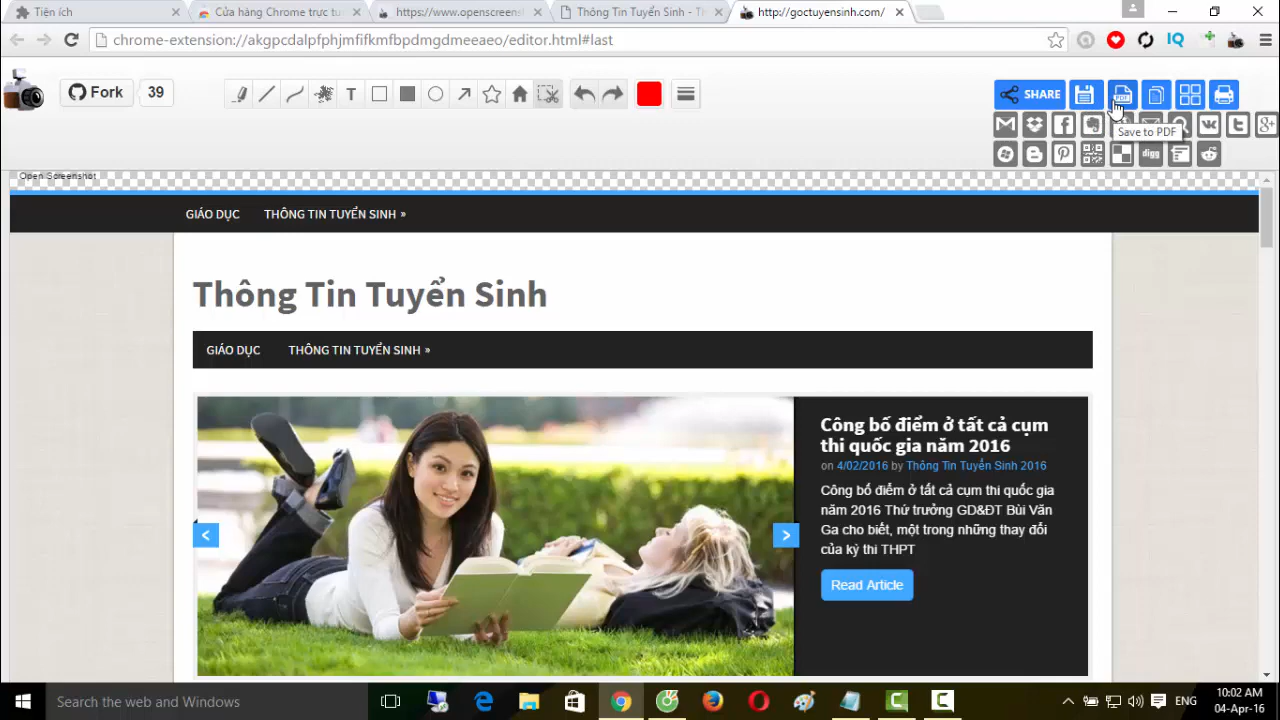 Tiện ích
Cửa hàng Chrome trực tu
https://www.openscreensh
Thông Tin Tuyển Sinh - Th
http://goctuyensinh.com/
chrome-extension://akgpcdalpfphjmfifkmfbpdmgdmeeaeo/editor.html#last
Fork 39
T
SHARE
PDF
Save to PDF
digg
Open Screenshot
GIÁO DỤC THÔNG TIN TUYỂN SINH »
Thông Tin Tuyển Sinh
GIÁO DỤC THÔNG TIN TUYỂN SINH »
Công bố điểm ở tất cả cụm
thi quốc gia năm 2016
on 4/02/2016 by Thông Tin Tuyển Sinh 2016
Công bố điểm ở tất cả cụm thi quốc gia
năm 2016 Thứ trưởng GD&ĐT Bùi Văn
Ga cho biết, một trong những thay đổi
của kỳ thi THPT
Read Article
< >
Search the web and Windows
ENG
10:02 AM
04-Apr-16